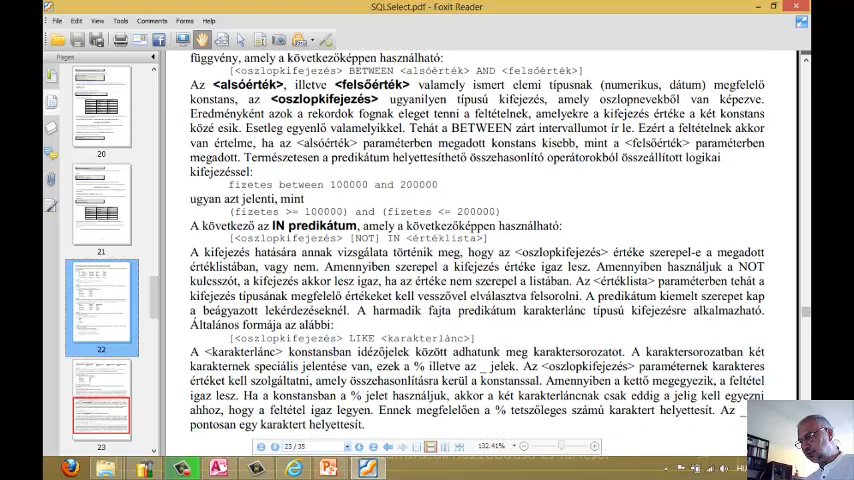 SQLSelect.pdf - Foxit Reader
File Edit View Tools Comments Forms Help
Pages
20
21
22
23
függvény, amely a következőképpen használható:
[<oszlopkifejezés> BETWEEN <alsóérték> AND <felsőérték>]
Az <alsóérték>, illetve <felsőérték> valamely ismert elemi típusnak (numerikus, dátum) megfelelő
konstans, az <oszlopkifejezés> ugyanilyen típusú kifejezés, amely oszlopnevekből van képezve.
Eredményként azok a rekordok fognak eleget tenni a feltételnek, amelyekre a kifejezés értéke a két konstans
közé esik. Esetleg egyenlő valamelyikkel. Tehát a BETWEEN zárt intervallumot ír le. Ezért a feltételnek akkor
van értelme, ha az <alsóérték> paraméterben megadott konstans kisebb, mint a <felsőérték> paraméterben
megadott. Természetesen a predikátum helyettesíthető összehasonlító operátorokból összeállított logikai
kifejezéssel:
fizetes between 100000 and 200000
ugyan azt jelenti, mint
(fizetes >= 100000) and (fizetes <= 200000)
A következő az IN predikátum, amely a következőképpen használható:
[<oszlopkifejezés> [NOT] IN <értéklista>]
A kifejezés hatására annak vizsgálata történik meg, hogy az <oszlopkifejezés> értéke szerepel-e a megadott
értéklistában, vagy nem. Amennyiben szerepel a kifejezés értéke igaz lesz. Amennyiben használjuk a NOT
kulcsszót, a kifejezés akkor lesz igaz, ha az érték nem szerepel a listában. Az <értéklista> paraméterben tehát a
kifejezés típusának megfelelő értékeket kell vesszővel elválasztva felsorolni. A predikátum kiemelt szerepet kap
a beágyazott lekérdezéseknél. A harmadik fajta predikátum karakterlánc típusú kifejezésre alkalmazható.
Általános formája az alábbi:
[<oszlopkifejezés> LIKE <karakterlánc>]
A <karakterlánc> konstansban idézőjelek között adhatunk meg karaktersorozatot. A karaktersorozatban két
karakternek speciális jelentése van, ezek a % illetve az _ jelek. Az <oszlopkifejezés> paraméternek karakteres
értéket kell szolgáltatni, amely összehasonlításra kerül a konstanssal. Amennyiben a kettő megegyezik, a feltétel
igaz lesz. Ha a konstansban a % jelet használjuk, akkor a két karakterláncnak csak eddig a jelig kell egyezni
ahhoz, hogy a feltétel igaz legyen. Ennek megfelelően a % tetszőleges számú karaktert helyettesít. Az _
pontosan egy karaktert helyettesít.
23 / 35
132.41%
HU